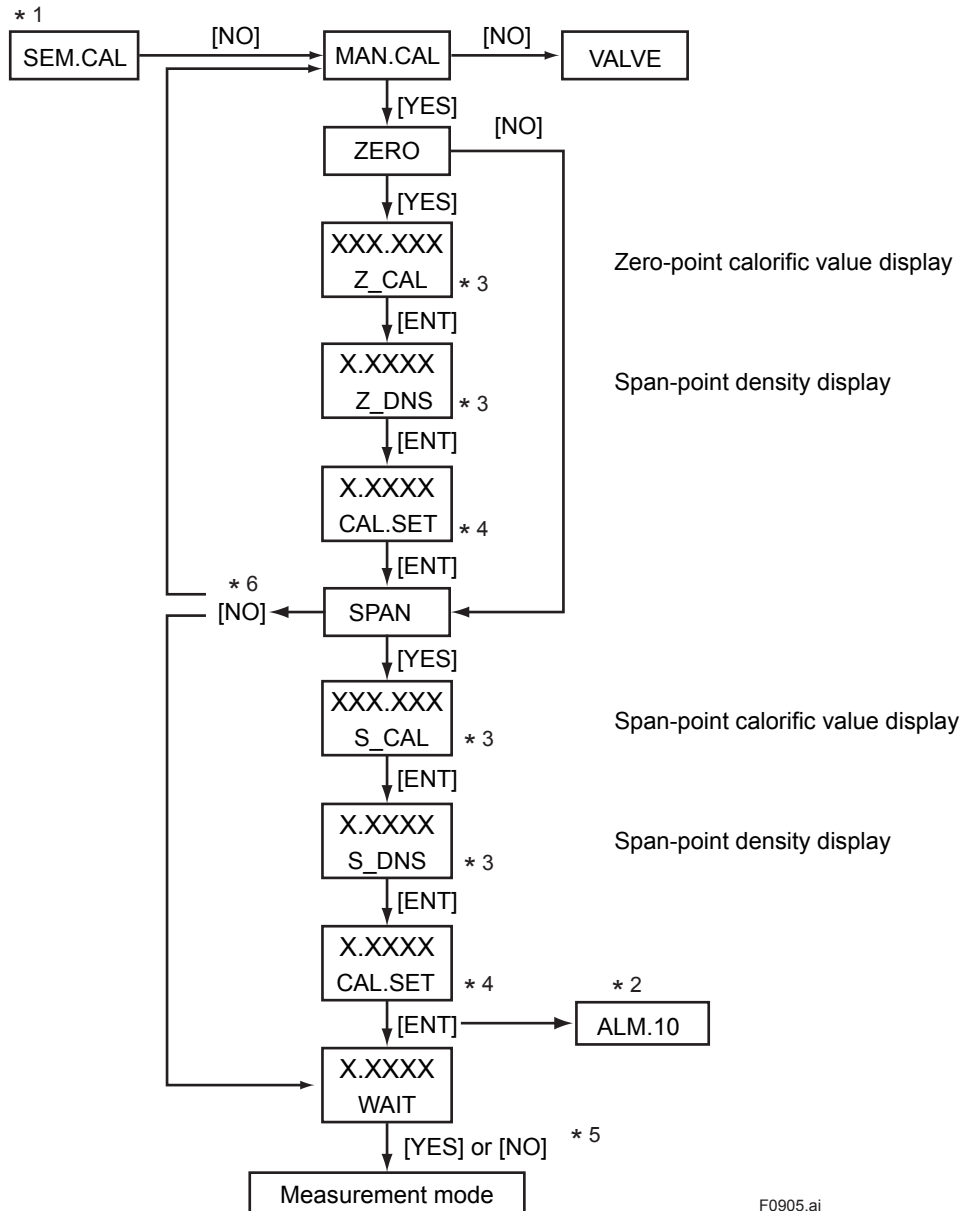 * 1
SEM.CAL
[NO]
MAN.CAL
[NO]
VALVE
[YES]
ZERO
[NO]
[YES]
XXX.XXX
Z_CAL
* 3
Zero-point calorific value display
[ENT]
X.XXXX
Z_DNS
* 3
Span-point density display
[ENT]
X.XXXX
CAL.SET
* 4
[ENT]
* 6
[NO]
SPAN
[YES]
XXX.XXX
S_CAL
* 3
Span-point calorific value display
[ENT]
X.XXXX
S_DNS
* 3
Span-point density display
[ENT]
X.XXXX
CAL.SET
* 4
[ENT]
* 2
ALM.10
X.XXXX
WAIT
[YES] or [NO]
* 5
Measurement mode
F0905.ai